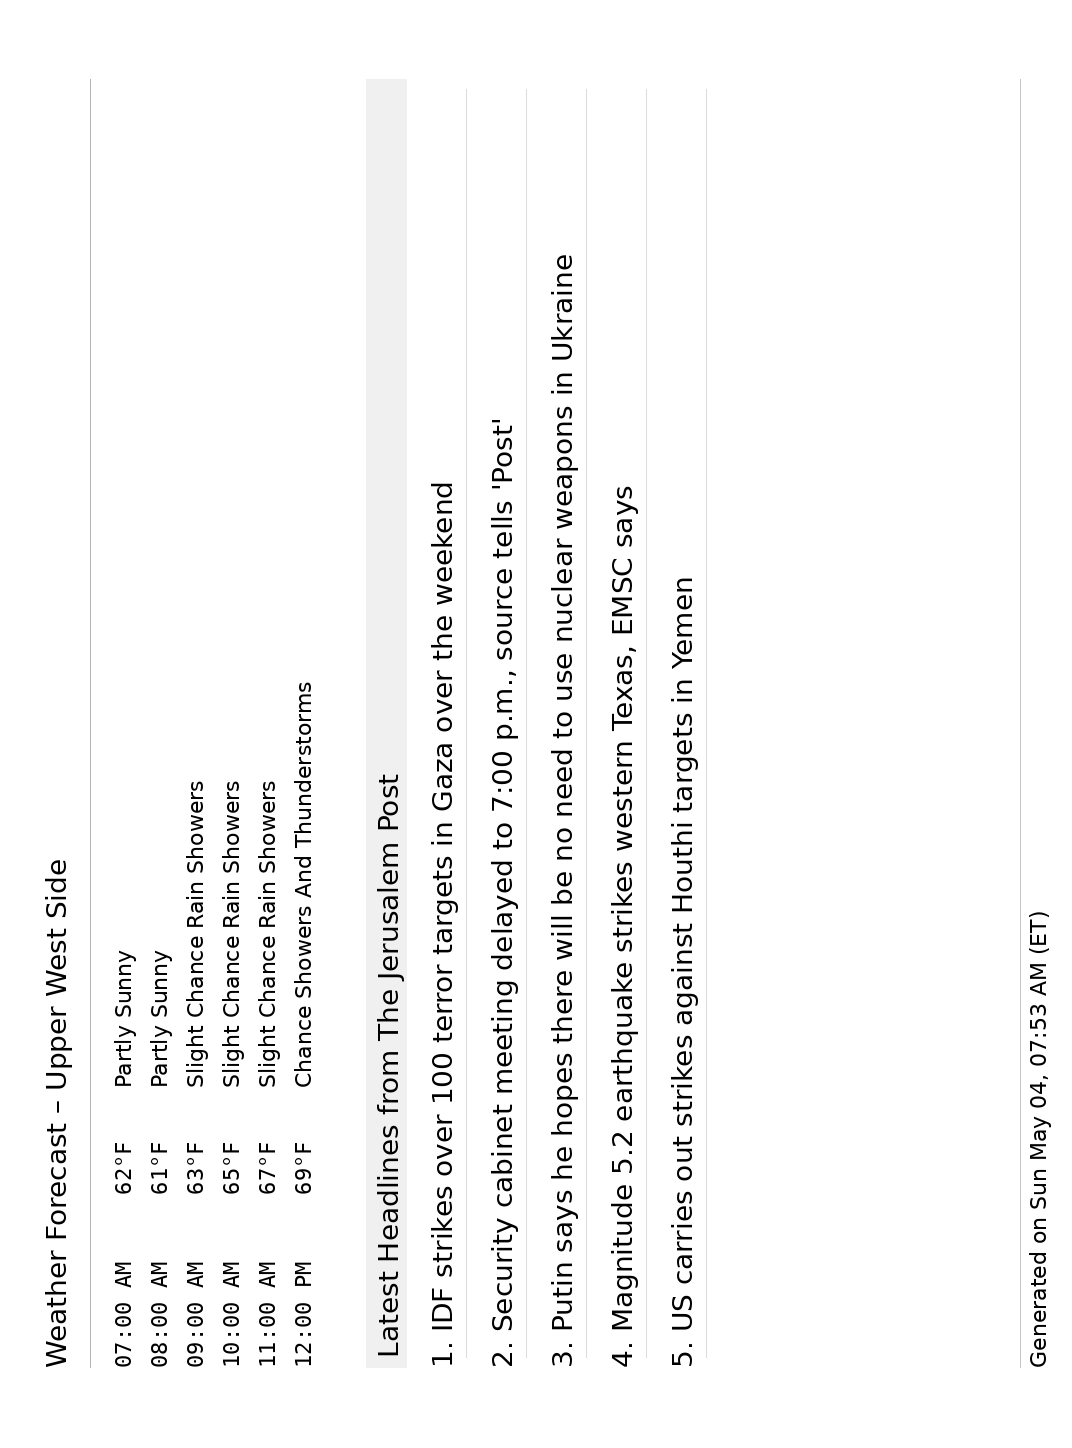 Weather Forecast – Upper West Side
07:00 AM 62°F Partly Sunny
08:00 AM 61°F Partly Sunny
09:00 AM 63°F Slight Chance Rain Showers
10:00 AM 65°F Slight Chance Rain Showers
11:00 AM 67°F Slight Chance Rain Showers
12:00 PM 69°F Chance Showers And Thunderstorms
Latest Headlines from The Jerusalem Post
1. IDF strikes over 100 terror targets in Gaza over the weekend
2. Security cabinet meeting delayed to 7:00 p.m., source tells 'Post'
3. Putin says he hopes there will be no need to use nuclear weapons in Ukraine
4. Magnitude 5.2 earthquake strikes western Texas, EMSC says
5. US carries out strikes against Houthi targets in Yemen
Generated on Sun May 04, 07:53 AM (ET)